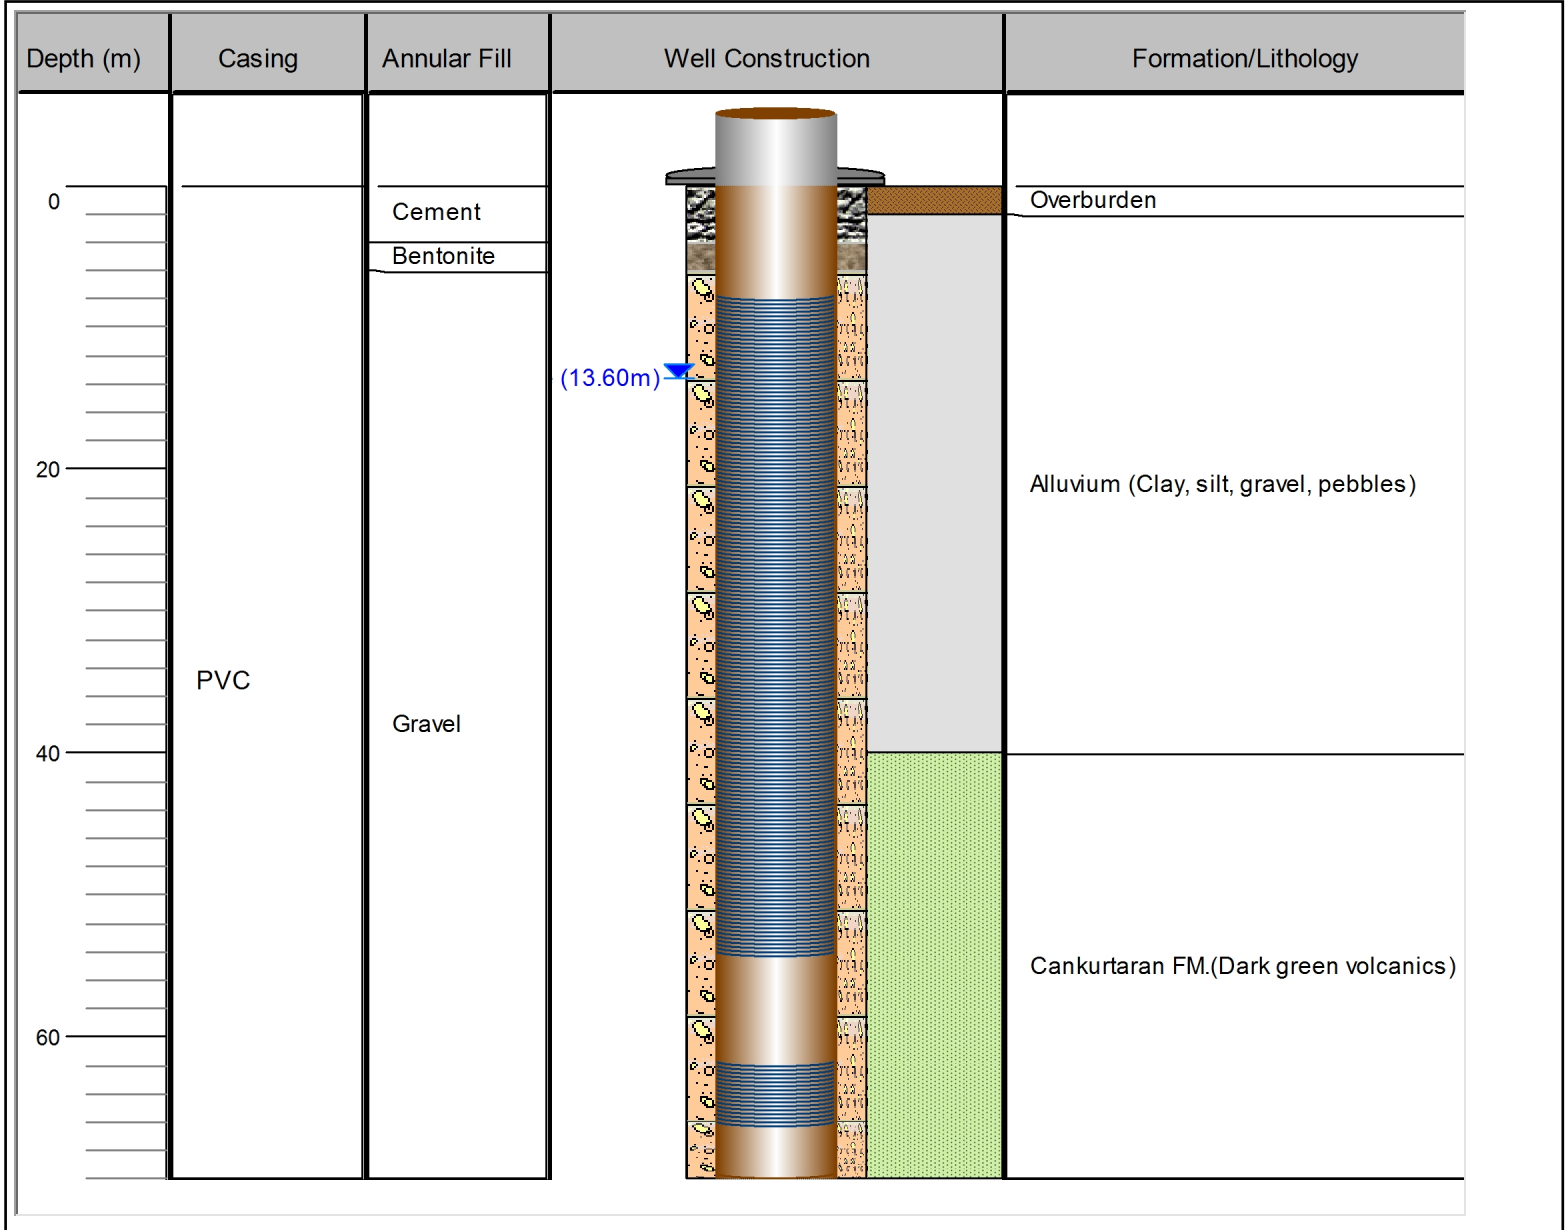 Depth (m) Casing Annular Fill Well Construction Formation/Lithology
0
Cement
Overburden
Bentonite
(13.60m)
20
Alluvium (Clay, silt, gravel, pebbles)
PVC
Gravel
40
Cankurtaran FM.(Dark green volcanics)
60